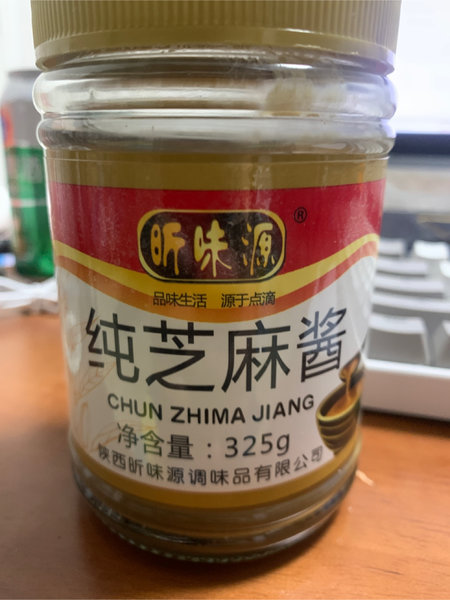 昕味源®
品味生活 源于点滴
纯芝麻酱
CHUN ZHIMA JIANG
净含量：325g
陕西昕味源调味品有限公司